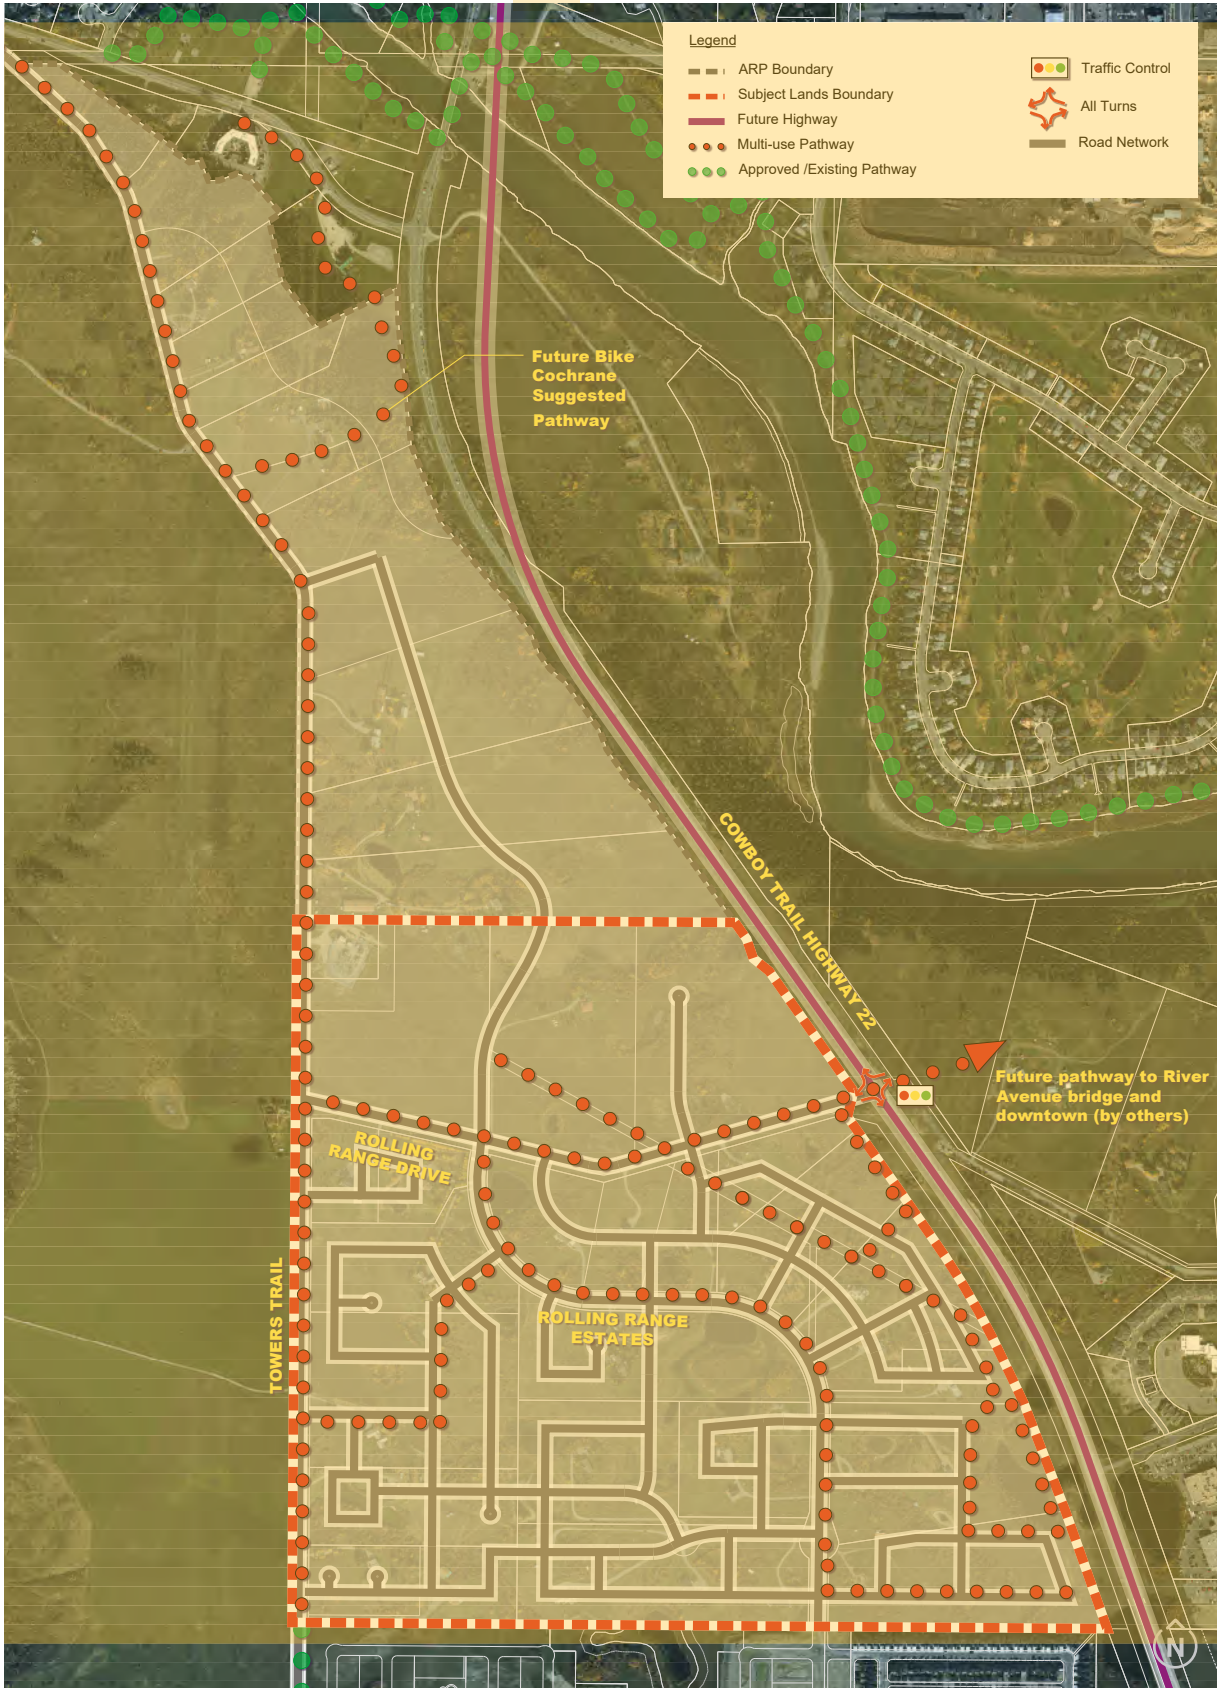 Legend
ARP Boundary
Subject Lands Boundary
Future Highway
Multi-use Pathway
Approved /Existing Pathway
Traffic Control
All Turns
Road Network
Future Bike
Cochrane
Suggested
Pathway
COWBOY TRAIL HIGHWAY 22
Future pathway to River
Avenue bridge and
downtown (by others)
ROLLING
RANGE DRIVE
TOWERS TRAIL
ROLLING RANGE
ESTATES
N